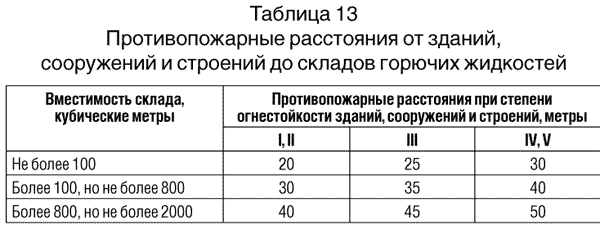 Таблица 13
Противопожарные расстояния от зданий,
сооружений и строений до складов горючих жидкостей
Вместимость склада, кубические метры | Противопожарные расстояния при степени огнестойкости зданий, сооружений и строений, метры
I, II | III | IV, V
Не более 100 | 20 | 25 | 30
Более 100, но не более 800 | 30 | 35 | 40
Более 800, но не более 2000 | 40 | 45 | 50